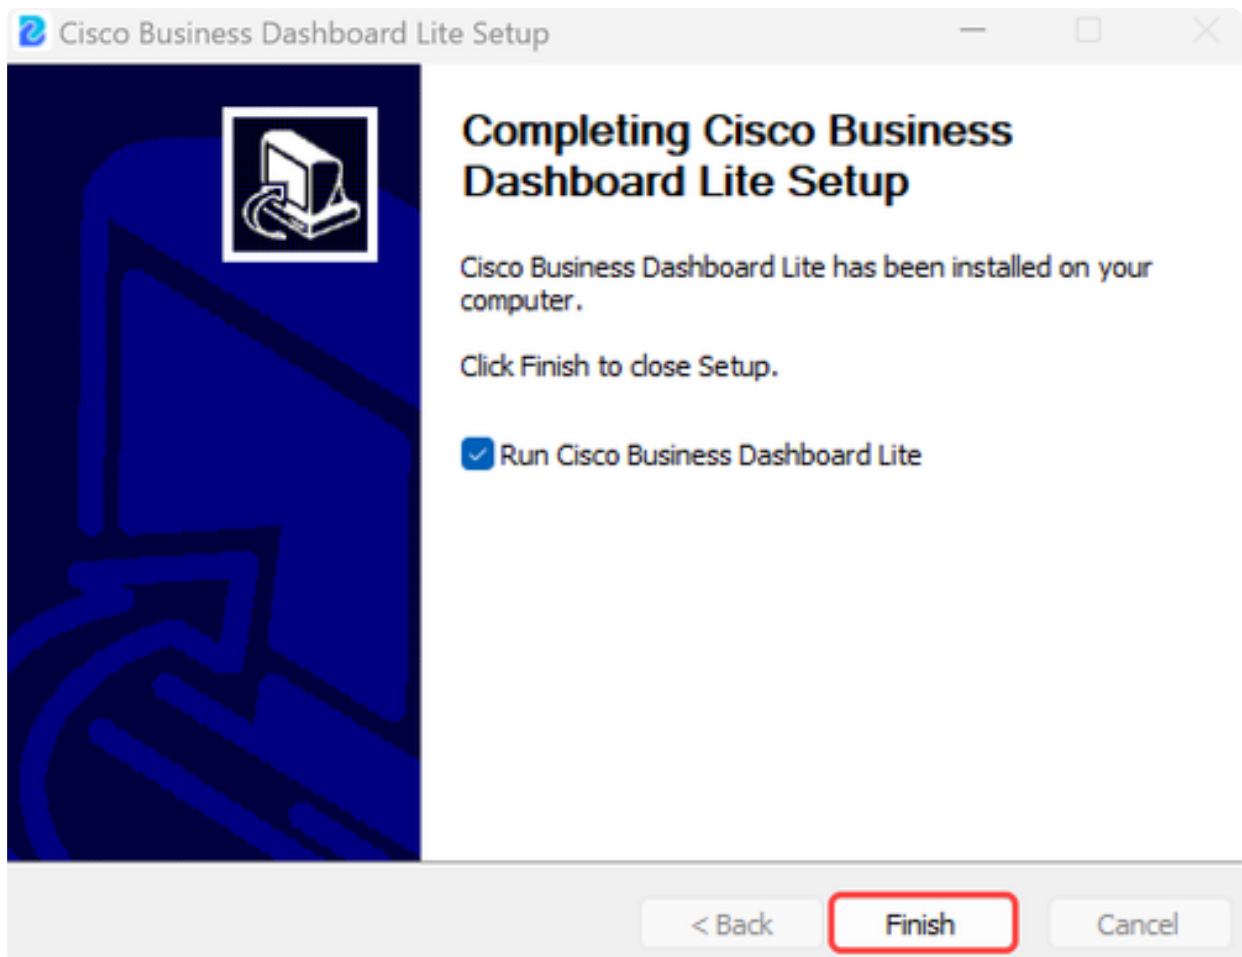 Cisco Business Dashboard Lite Setup
Completing Cisco Business
Dashboard Lite Setup
Cisco Business Dashboard Lite has been installed on your
computer.
Click Finish to close Setup.
Run Cisco Business Dashboard Lite
< Back
Finish
Cancel